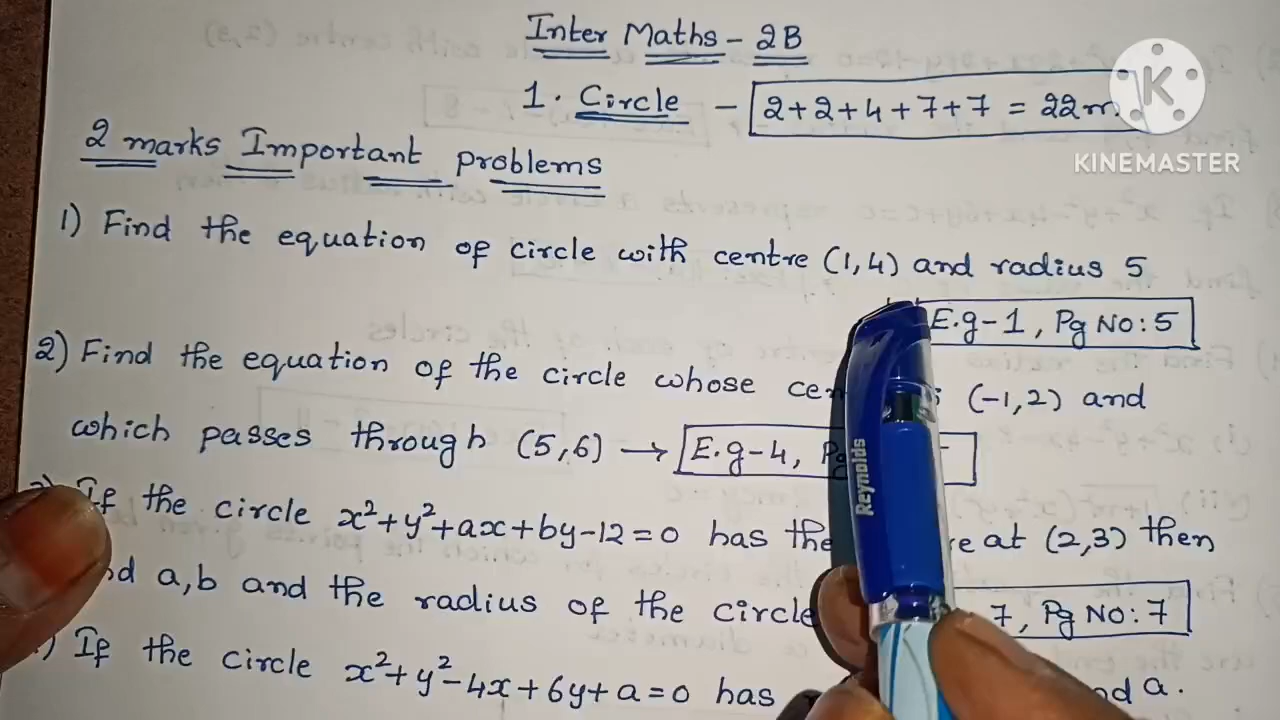 Inter Maths - 2B
1. Circle - 2+2+4+7+7 = 22m.
KINEMASTER
2 marks Important problems
1) Find the equation of circle with centre (1,4) and radius 5
E.g-1, Pg No: 5
2) Find the equation of the circle whose (-1,2) and
which passes through (5,6) → E.g-4,
If the circle x²+y²+ax+by-12=0 has the at (2,3) then
a,b and the radius of the circle 7, Pg No: 7
If the circle x²+y²-4x+6y+a=0 has a.
Reynolds